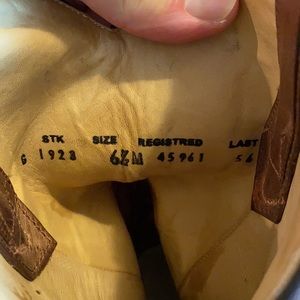 STK SIZE REGISTRED LAST
G 1923 6½M 45961 56